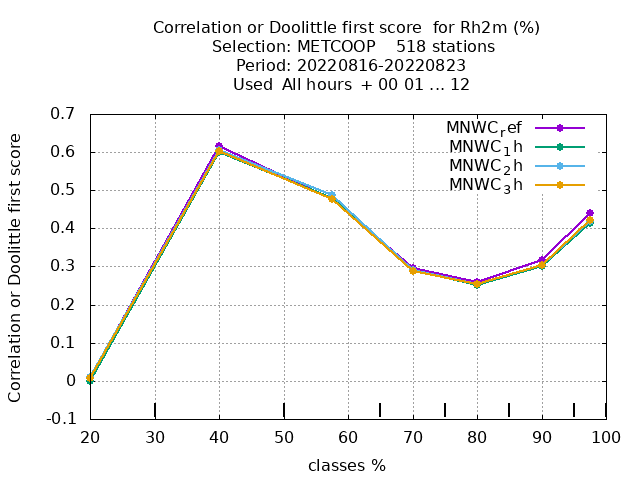 Correlation or Doolittle first score  for Rh2m (%)
Selection: METCOOP    518 stations
Period: 20220816-20220823
Used  All hours  + 00 01 ... 12
Correlation or Doolittle first score
0.7
0.6
0.5
0.4
0.3
0.2
0.1
0
-0.1
MNWC_ref
MNWC_1h
MNWC_2h
MNWC_3h
20 30 40 50 60 70 80 90 100
classes %